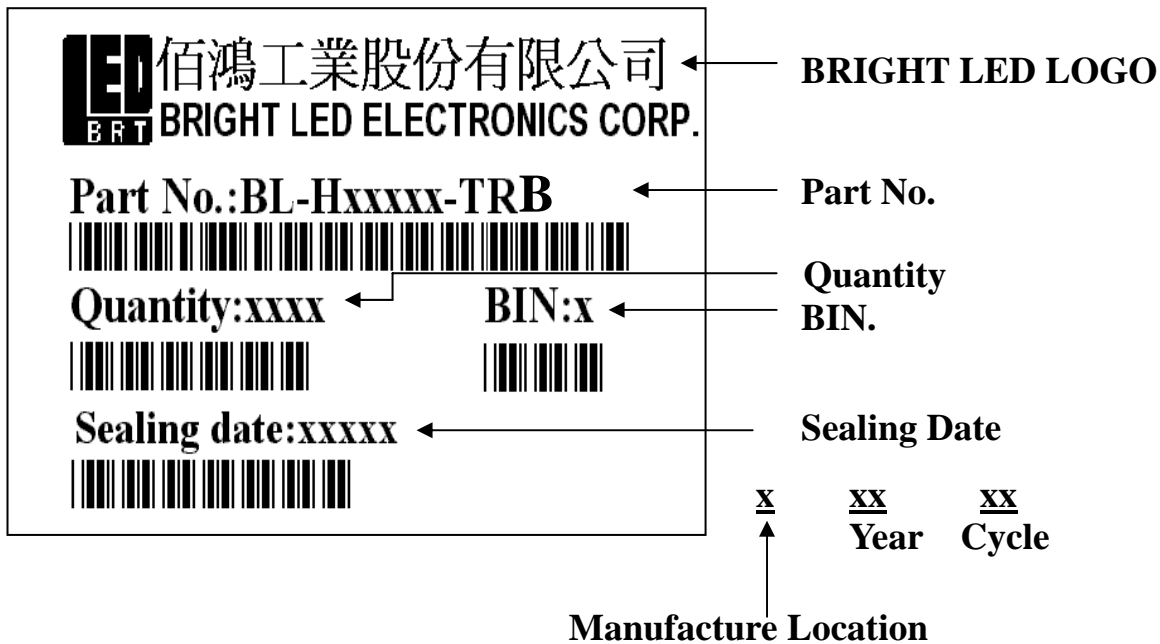 佰鴻工業股份有限公司
BRT BRIGHT LED ELECTRONICS CORP.
BRIGHT LED LOGO
Part No.:BL-Hxxxxx-TRB
Part No.
Quantity:xxxx
BIN:x
Quantity
BIN.
Sealing date:xxxxx
Sealing Date
x xx xx
Year Cycle
Manufacture Location